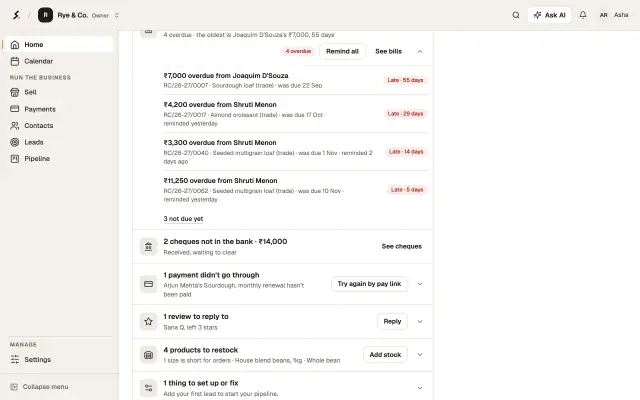 / R Rye & Co. Owner
Ask AI
AR Asha
Home
Calendar
RUN THE BUSINESS
Sell
Payments
Contacts
Leads
Pipeline
MANAGE
Settings
Collapse menu
4 overdue · the oldest is Joaquim D'Souza's ₹7,000, 55 days
4 overdue Remind all See bills
₹7,000 overdue from Joaquim D'Souza
RC/26-27/0007 · Sourdough loaf (trade) · was due 22 Sep
Late · 55 days
₹4,200 overdue from Shruti Menon
RC/26-27/0017 · Almond croissant (trade) · was due 17 Oct ·
reminded yesterday
Late · 29 days
₹3,300 overdue from Shruti Menon
RC/26-27/0040 · Seeded multigrain loaf (trade) · was due 1 Nov · reminded 2
days ago
Late · 14 days
₹11,250 overdue from Shruti Menon
RC/26-27/0062 · Seeded multigrain loaf (trade) · was due 10 Nov ·
reminded yesterday
Late · 5 days
3 not due yet
2 cheques not in the bank · ₹14,000
Received, waiting to clear
See cheques
1 payment didn't go through
Arjun Mehta's Sourdough, monthly renewal hasn't
been paid
Try again by pay link
1 review to reply to
Sana Q. left 3 stars
Reply
4 products to restock
1 size is short for orders · House blend beans, 1kg · Whole bean
Add stock
1 thing to set up or fix
Add your first lead to start your pipeline.